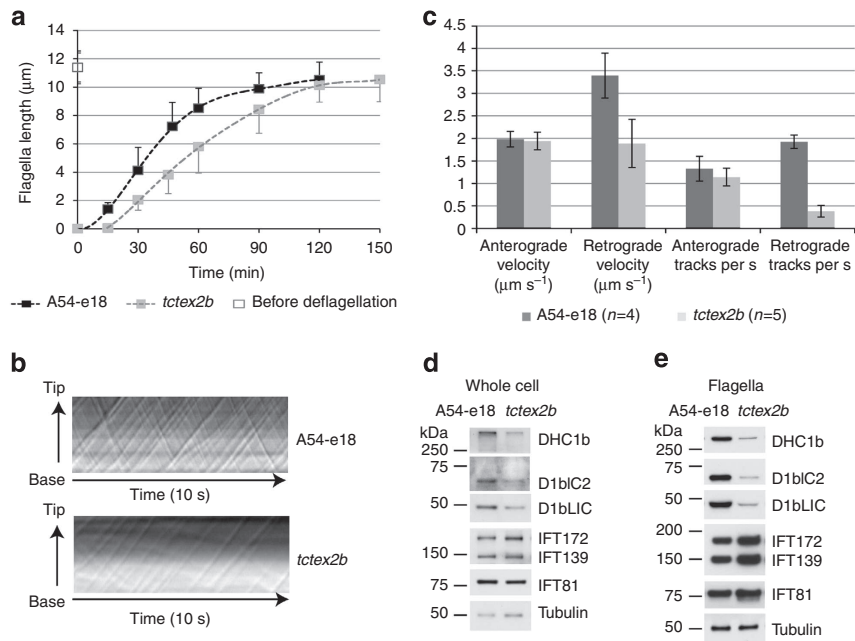 a
Flagella length (μm)
14
12
10
8
6
4
2
0
0 30 60 90 120 150
Time (min)
A54-e18 tctex2b Before deflagellation
c
4.5
4
3.5
3
2.5
2
1.5
1
0.5
0
Anterograde velocity (μm s⁻¹)
Retrograde velocity (μm s⁻¹)
Anterograde tracks per s
Retrograde tracks per s
A54-e18 (n=4) tctex2b (n=5)
b
Tip
A54-e18
Base
Time (10 s)
Tip
tctex2b
Base
Time (10 s)
d
Whole cell
A54-e18 tctex2b
kDa
250
DHC1b
75
D1bIC2
50
D1bLIC
IFT172
150
IFT139
75
IFT81
50
Tubulin
e
Flagella
A54-e18 tctex2b
kDa
250
DHC1b
75
D1bIC2
50
D1bLIC
200
IFT172
150
IFT139
75
IFT81
50
Tubulin